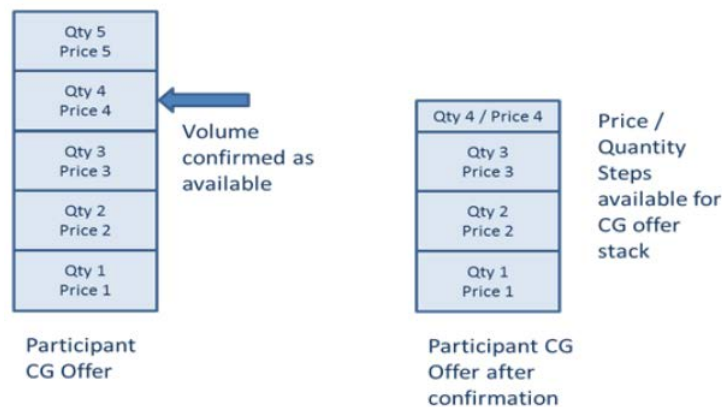 Qty 5
Price 5
Qty 4
Price 4
Qty 3
Price 3
Qty 2
Price 2
Qty 1
Price 1
Participant
CG Offer
Volume
confirmed as
available
Qty 4 / Price 4
Qty 3
Price 3
Qty 2
Price 2
Qty 1
Price 1
Participant CG
Offer after
confirmation
Price /
Quantity
Steps
available for
CG offer
stack